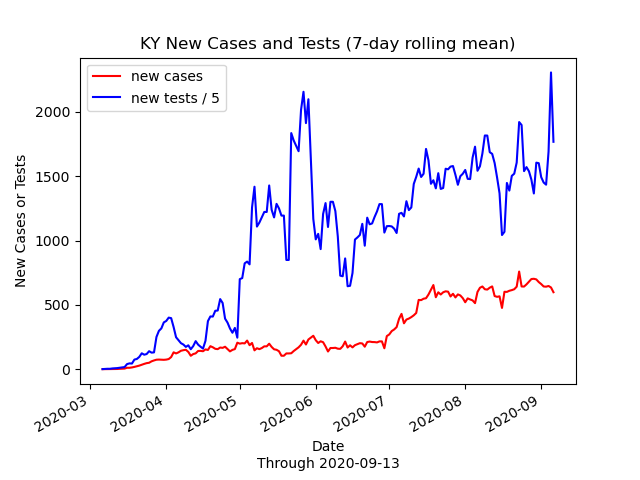 KY New Cases and Tests (7-day rolling mean)
new cases
new tests / 5
New Cases or Tests
2000
1500
1000
500
0
2020-03
2020-04
2020-05
2020-06
2020-07
2020-08
2020-09
Date
Through 2020-09-13